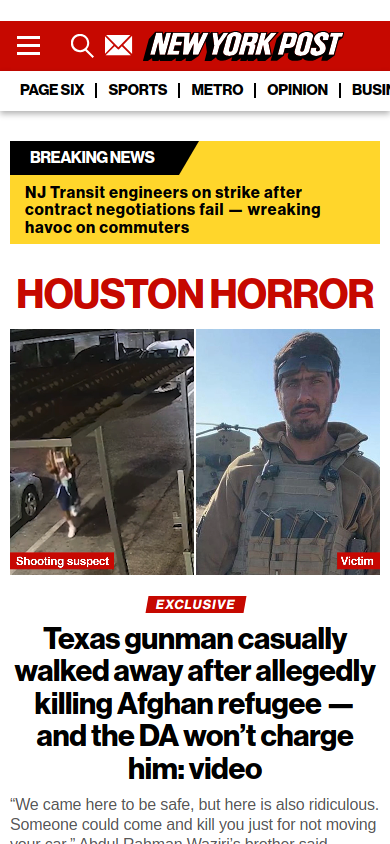 NEW YORK POST
PAGE SIX | SPORTS | METRO | OPINION |
BREAKING NEWS
NJ Transit engineers on strike after
contract negotiations fail — wreaking
havoc on commuters
HOUSTON HORROR
Shooting suspect
Victim
EXCLUSIVE
Texas gunman casually
walked away after allegedly
killing Afghan refugee —
and the DA won’t charge
him: video
“We came here to be safe, but here is also ridiculous.
Someone could come and kill you just for not moving
your car,” Abdul Rahman Waziri’s brother said